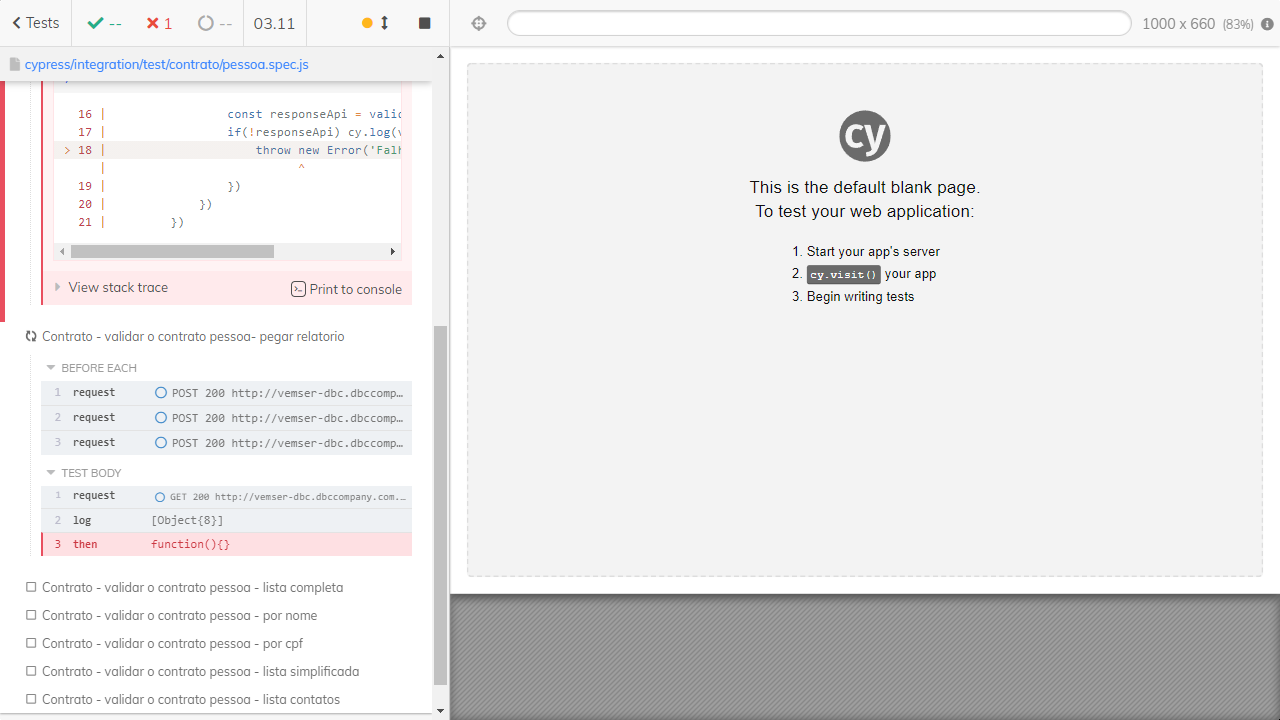 Tests
--
1
--
03.11
1000 x 660 (83%)
cypress/integration/test/contrato/pessoa.spec.js
16 | const responseApi = valid
17 | if(!responseApi) cy.log(v
> 18 | throw new Error('Falh
| ^
19 | })
20 | })
21 | })
View stack trace
Print to console
Contrato - validar o contrato pessoa- pegar relatorio
BEFORE EACH
1 request POST 200 http://vemser-dbc.dbccomp…
2 request POST 200 http://vemser-dbc.dbccomp…
3 request POST 200 http://vemser-dbc.dbccomp…
TEST BODY
1 request GET 200 http://vemser-dbc.dbccompany.com.…
2 log [Object{8}]
3 then function(){}
Contrato - validar o contrato pessoa - lista completa
Contrato - validar o contrato pessoa - por nome
Contrato - validar o contrato pessoa - por cpf
Contrato - validar o contrato pessoa - lista simplificada
Contrato - validar o contrato pessoa - lista contatos
cy
This is the default blank page.
To test your web application:
1. Start your app's server
2. cy.visit() your app
3. Begin writing tests